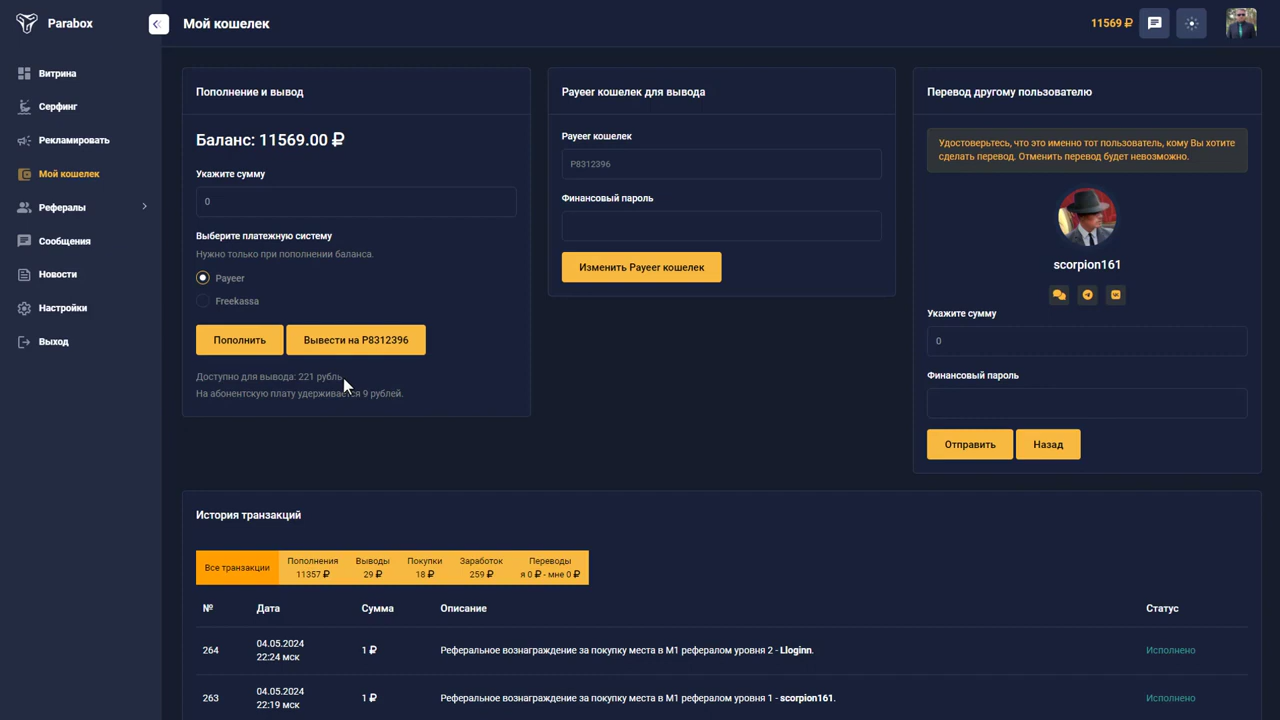 Parabox
Мой кошелек
11569 ₽
Витрина
Серфинг
Рекламировать
Мой кошелек
Рефералы
Сообщения
Новости
Настройки
Выход
Пополнение и вывод
Баланс: 11569.00 ₽
Укажите сумму
0
Выберите платежную систему
Нужно только при пополнении баланса.
Payeer
Freekassa
Пополнить
Вывести на P8312396
Доступно для вывода: 221 рубль
На абонентскую плату удерживается 9 рублей.
Payeer кошелек для вывода
Payeer кошелек
P8312396
Финансовый пароль
Изменить Payeer кошелек
Перевод другому пользователю
Удостоверьтесь, что это именно тот пользователь, кому Вы хотите
сделать перевод. Отменить перевод будет невозможно.
scorpion161
Укажите сумму
0
Финансовый пароль
Отправить
Назад
История транзакций
Все транзакции
Пополнения
11357 ₽
Выводы
29 ₽
Покупки
18 ₽
Заработок
259 ₽
Переводы
я 0 ₽ - мне 0 ₽
№ Дата Сумма Описание Статус
264 04.05.2024 22:24 мск 1 ₽ Реферальное вознаграждение за покупку места в М1 рефералом уровня 2 - Lloginn. Исполнено
263 04.05.2024 22:19 мск 1 ₽ Реферальное вознаграждение за покупку места в М1 рефералом уровня 1 - scorpion161. Исполнено